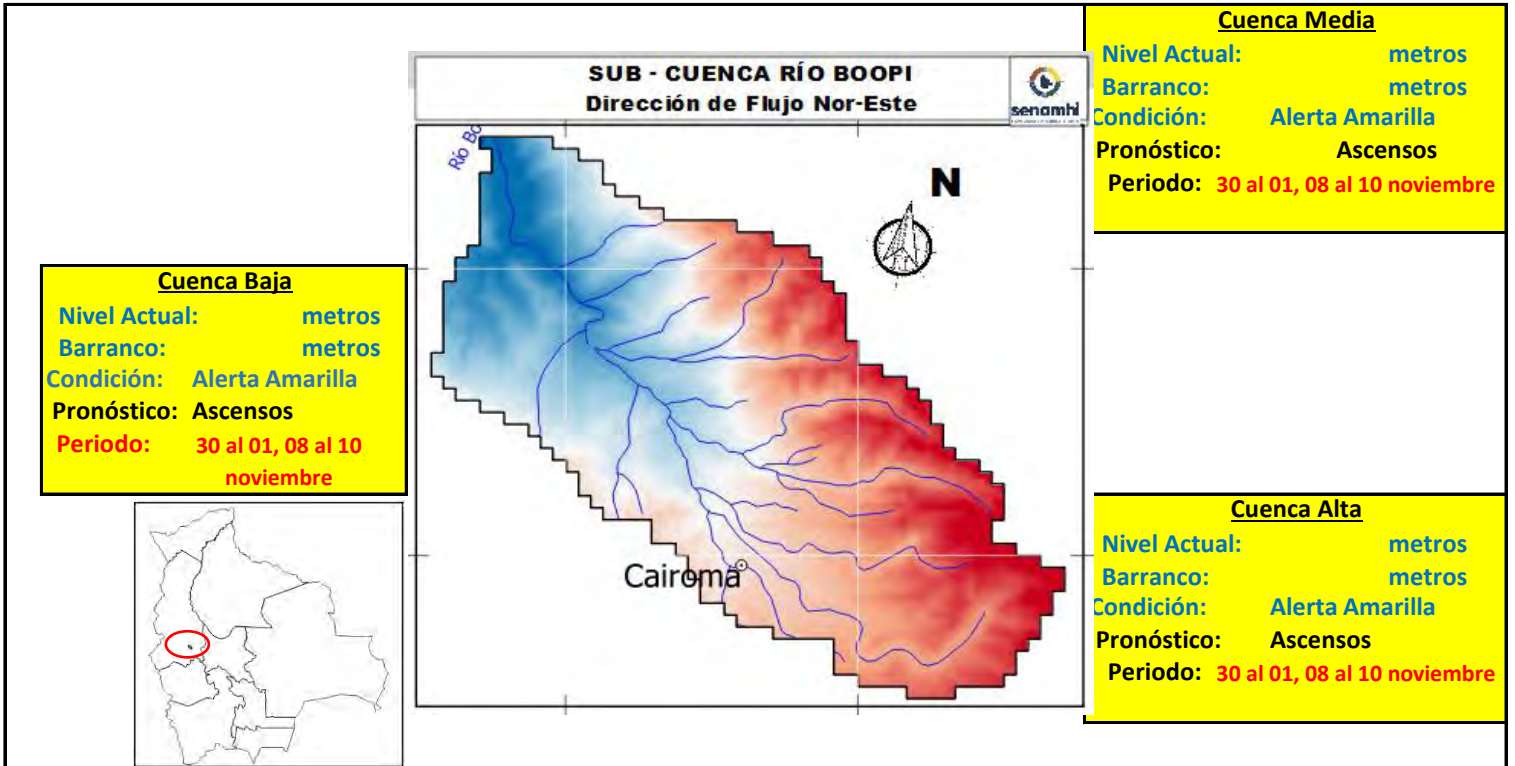 SUB - CUENCA RÍO BOOPI
Dirección de Flujo Nor-Este
senamhi
Río Bo
N
Cairoma
Cuenca Media
Nivel Actual: metros
Barranco: metros
Condición: Alerta Amarilla
Pronóstico: Ascensos
Periodo: 30 al 01, 08 al 10 noviembre
Cuenca Baja
Nivel Actual: metros
Barranco: metros
Condición: Alerta Amarilla
Pronóstico: Ascensos
Periodo: 30 al 01, 08 al 10
noviembre
Cuenca Alta
Nivel Actual: metros
Barranco: metros
Condición: Alerta Amarilla
Pronóstico: Ascensos
Periodo: 30 al 01, 08 al 10 noviembre